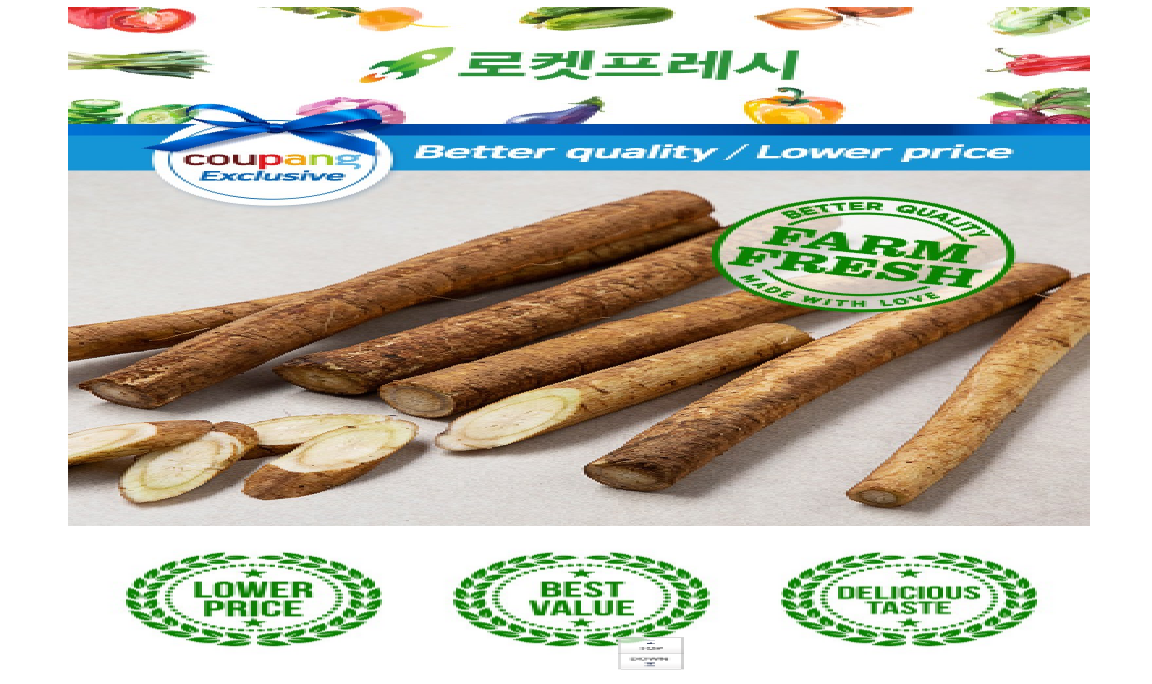 로켓프레시
coupang
Exclusive
Better quality / Lower price
BETTER QUALITY
FARM
FRESH
MADE WITH LOVE
LOWER
PRICE
BEST
VALUE
DELICIOUS
TASTE